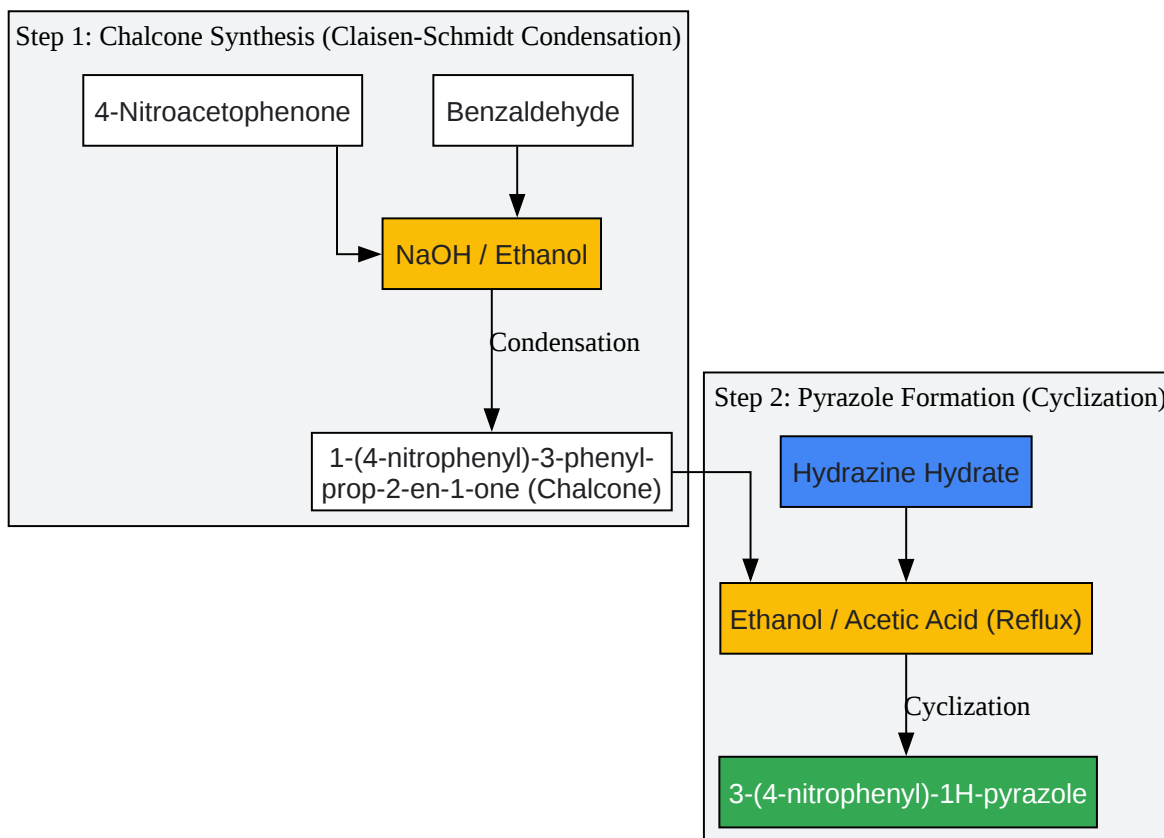 Step 1: Chalcone Synthesis (Claisen-Schmidt Condensation)
4-Nitroacetophenone
Benzaldehyde
NaOH / Ethanol
Condensation
1-(4-nitrophenyl)-3-phenyl-
prop-2-en-1-one (Chalcone)
Step 2: Pyrazole Formation (Cyclization)
Hydrazine Hydrate
Ethanol / Acetic Acid (Reflux)
Cyclization
3-(4-nitrophenyl)-1H-pyrazole